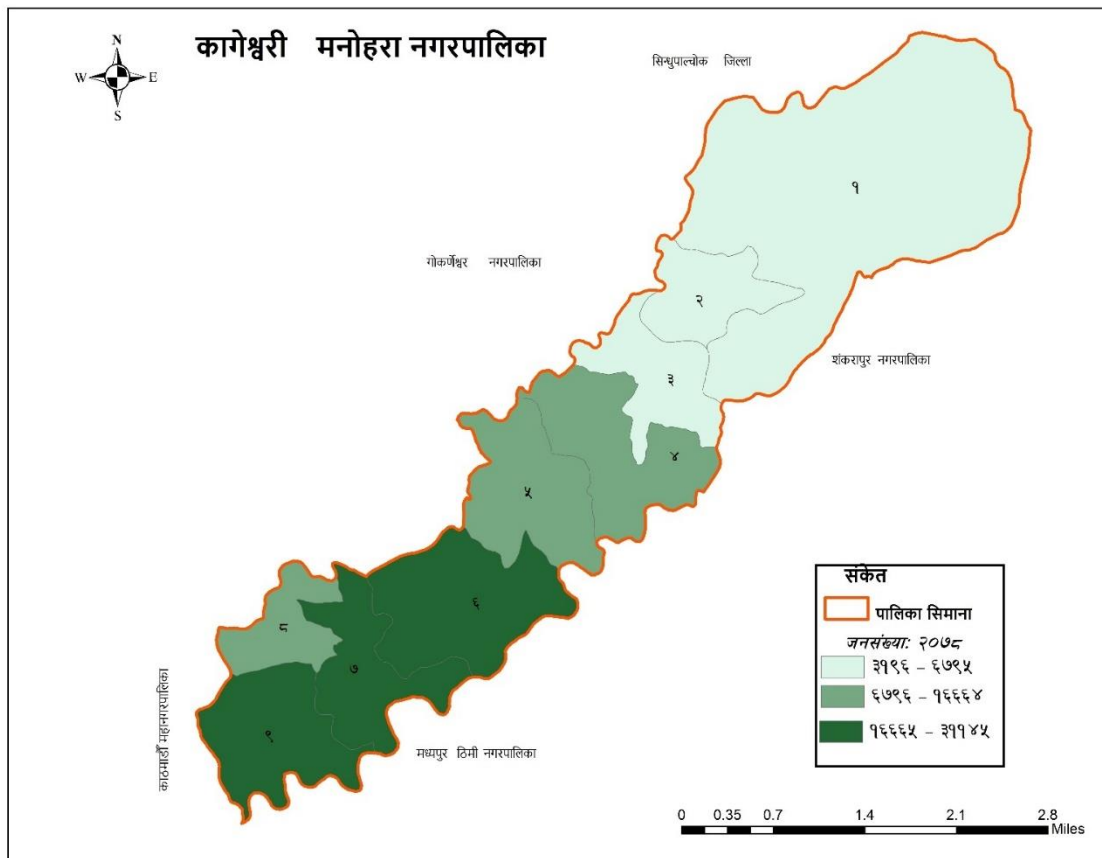 कागेश्वरी मनोहरा नगरपालिका
N
W E
S
सिन्धुपाल्चोक जिल्ला
१
गोकर्णेश्वर नगरपालिका
२
शंकरापुर नगरपालिका
३
४
५
६
८
७
९
काठमाडौँ महानगरपालिका
मध्यपुर ठिमी नगरपालिका
संकेत
पालिका सिमाना
जनसंख्या: २०७८
३१९६ - ६७९५
६७९६ - १६६६४
१६६६५ - ३११४५
0 0.35 0.7 1.4 2.1 2.8
Miles